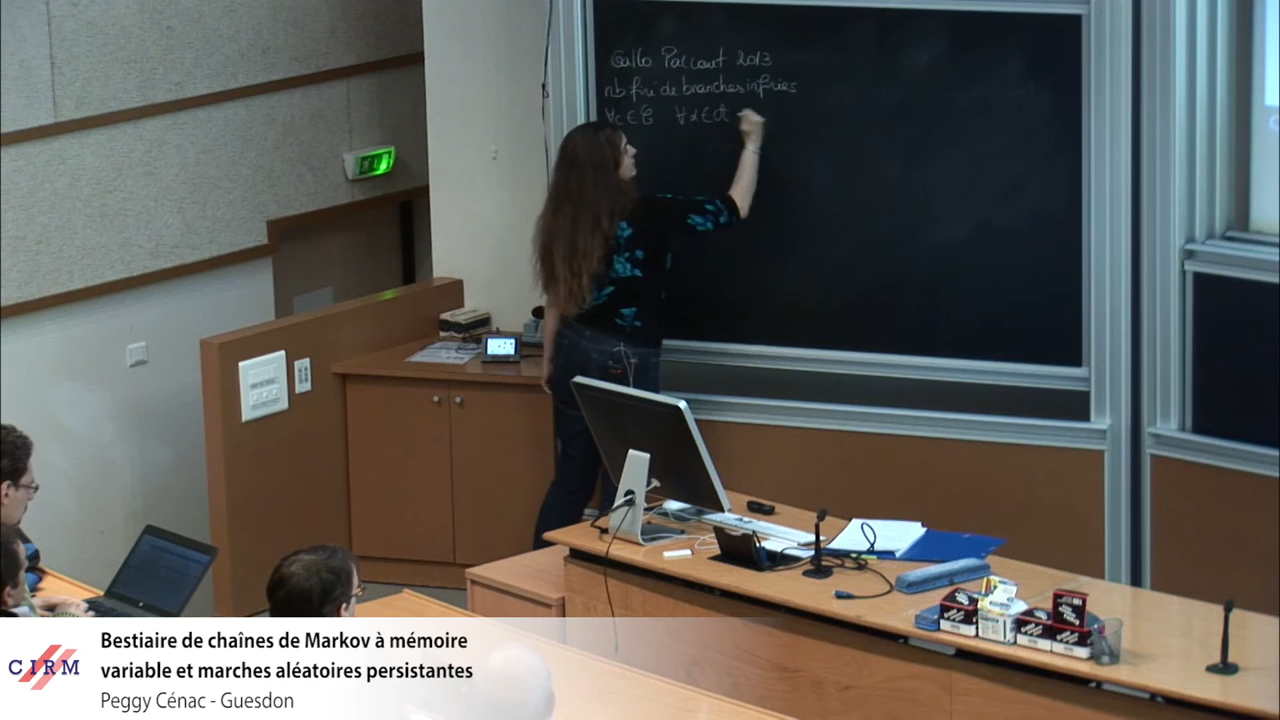 Gallo Paccaut 2013
nb fini de branches infinies
∀c ∈ C ∀α ∈ A
CIRM
Bestiaire de chaînes de Markov à mémoire
variable et marches aléatoires persistantes
Peggy Cénac - Guesdon